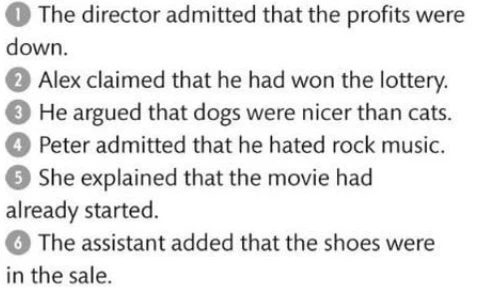 1 The director admitted that the profits were
down.
2 Alex claimed that he had won the lottery.
3 He argued that dogs were nicer than cats.
4 Peter admitted that he hated rock music.
5 She explained that the movie had
already started.
6 The assistant added that the shoes were
in the sale.